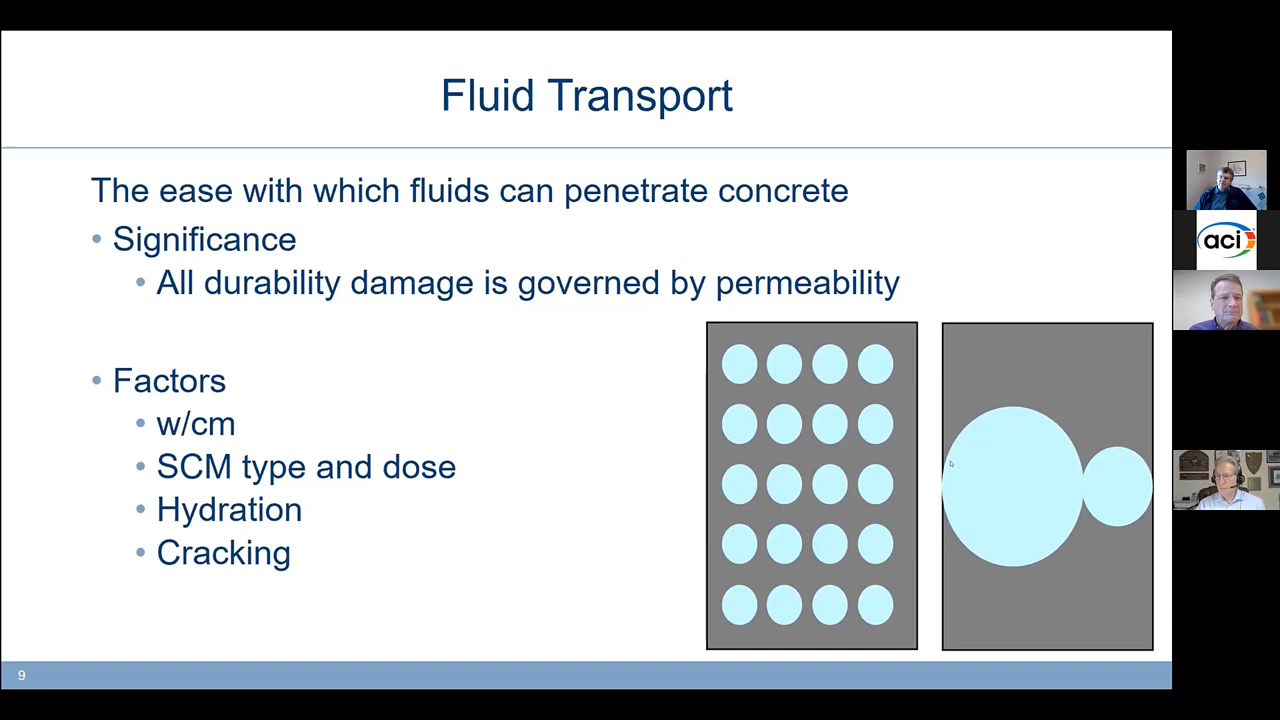 Fluid Transport
The ease with which fluids can penetrate concrete
• Significance
• All durability damage is governed by permeability
• Factors
• w/cm
• SCM type and dose
• Hydration
• Cracking
9
aci